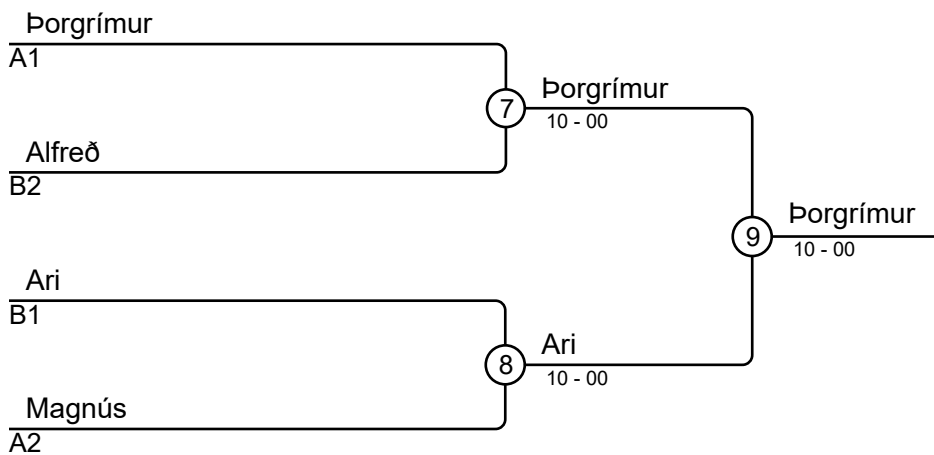 Þorgrímur
A1
7
Þorgrímur
10 - 00
Alfreð
B2
9
Þorgrímur
10 - 00
Ari
B1
8
Ari
10 - 00
Magnús
A2